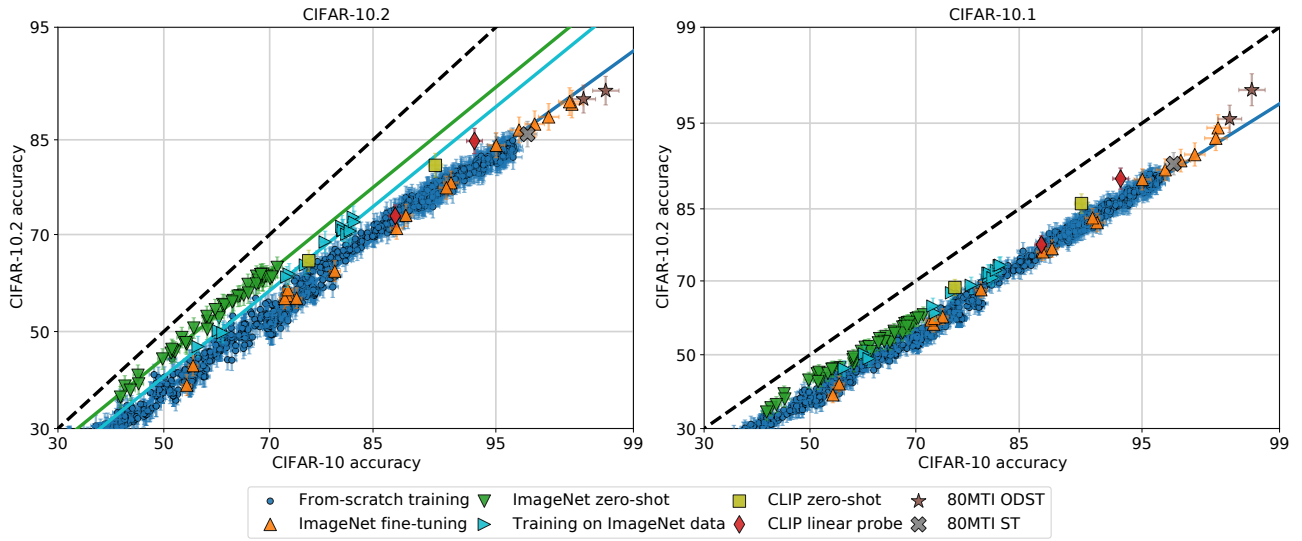 CIFAR-10.2
CIFAR-10.1
95
85
70
50
30
CIFAR-10.2 accuracy
30
50
70
85
95
99
CIFAR-10 accuracy
99
95
85
70
50
30
CIFAR-10.2 accuracy
30
50
70
85
95
99
CIFAR-10 accuracy
From-scratch training
ImageNet fine-tuning
ImageNet zero-shot
Training on ImageNet data
CLIP zero-shot
CLIP linear probe
80MTI ODST
80MTI ST